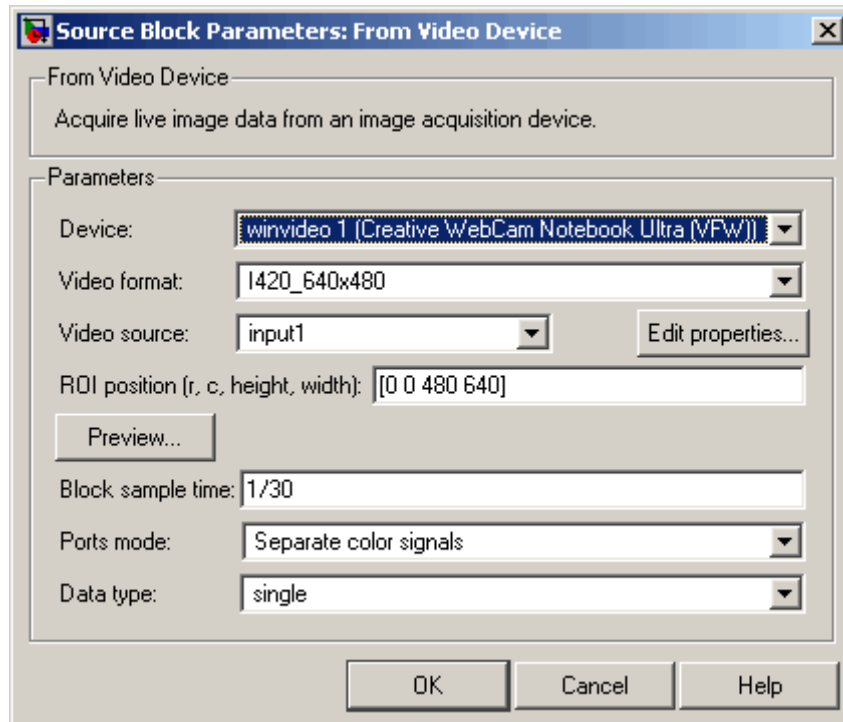 Source Block Parameters: From Video Device
From Video Device
Acquire live image data from an image acquisition device.
Parameters
Device: winvideo 1 (Creative WebCam Notebook Ultra (VFW))
Video format: I420_640x480
Video source: input1 Edit properties...
ROI position (r, c, height, width): [0 0 480 640]
Preview...
Block sample time: 1/30
Ports mode: Separate color signals
Data type: single
OK Cancel Help